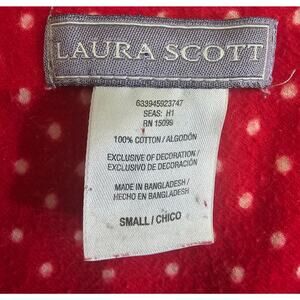 LAURA SCOTT
633945923747
SEAS: H1
RN 15099
100% COTTON / ALGODÓN
EXCLUSIVE OF DECORATION /
EXCLUSIVO DE DECORACIÓN
MADE IN BANGLADESH /
HECHO EN BANGLADESH
SMALL / CHICO